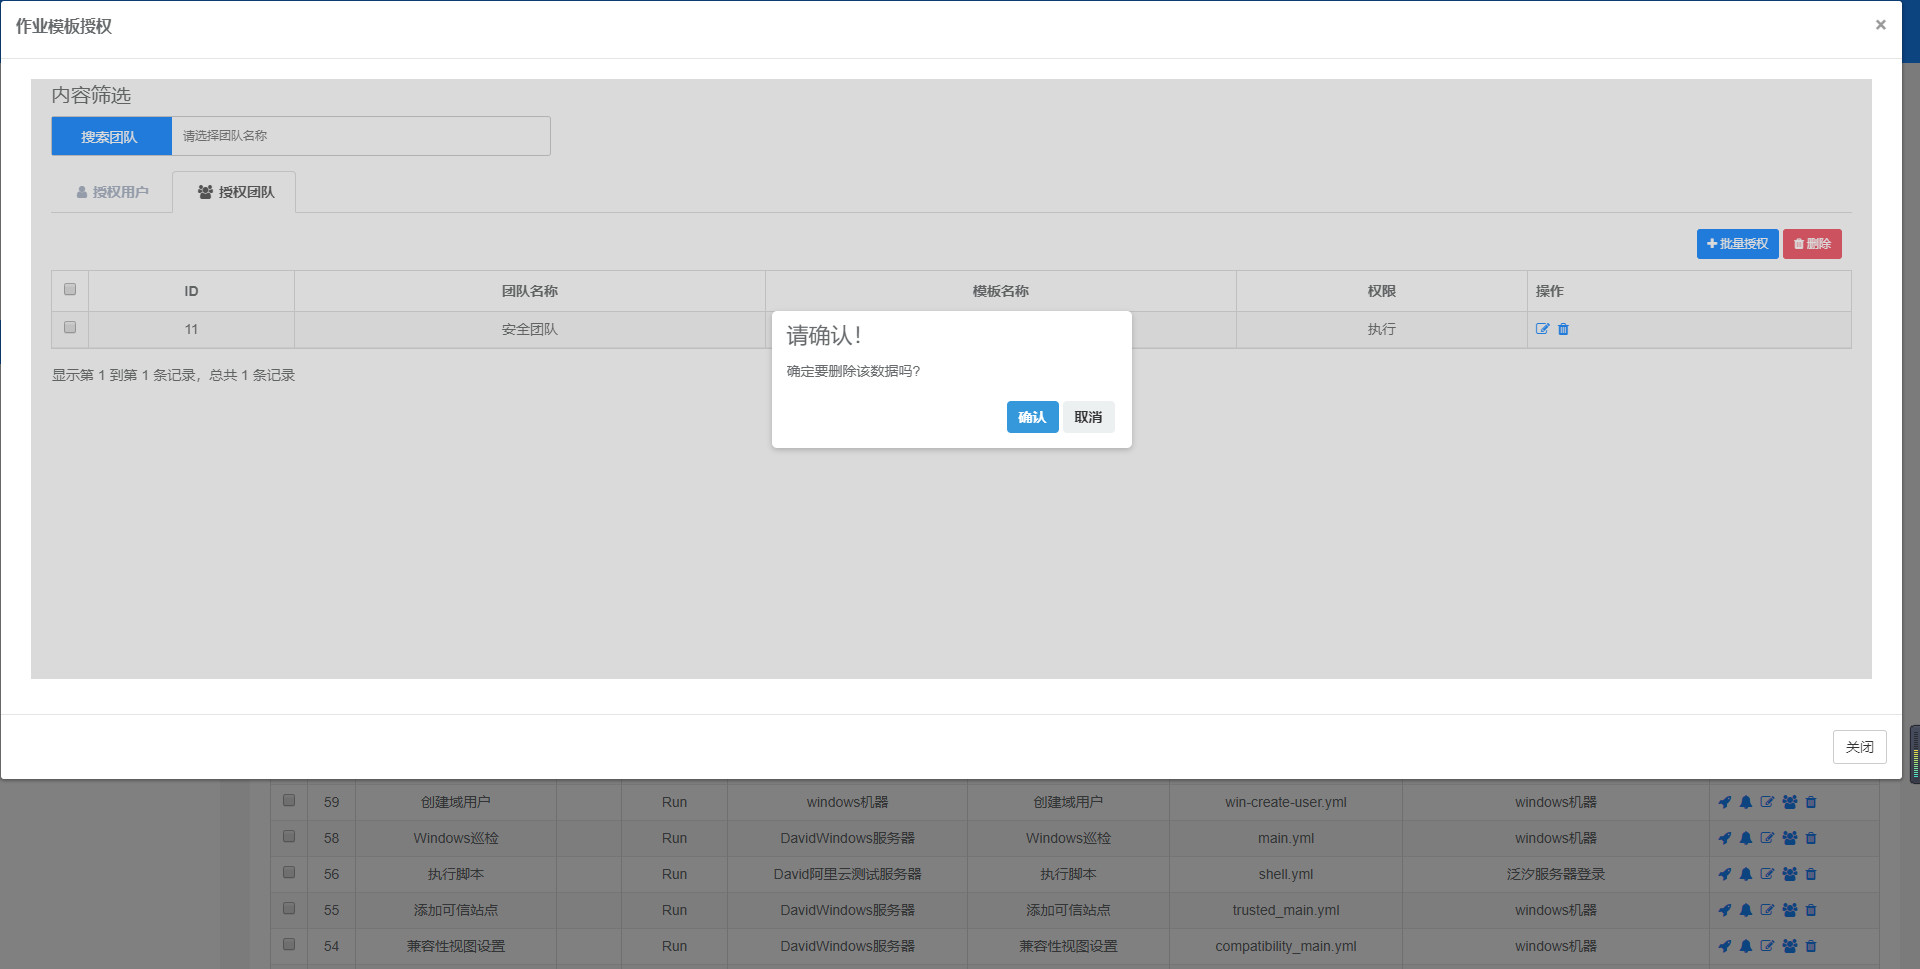 作业模板授权
×
内容筛选
搜索团队 请选择团队名称
授权用户 授权团队
批量授权 删除
ID 团队名称 模板名称 权限 操作
11 安全团队 执行
显示第 1 到第 1 条记录，总共 1 条记录
请确认！
确定要删除该数据吗?
确认 取消
关闭
59 创建域用户 Run windows机器 创建域用户 win-create-user.yml windows机器
58 Windows巡检 Run DavidWindows服务器 Windows巡检 main.yml windows机器
56 执行脚本 Run David阿里云测试服务器 执行脚本 shell.yml 泛汐服务器登录
55 添加可信站点 Run DavidWindows服务器 添加可信站点 trusted_main.yml windows机器
54 兼容性视图设置 Run DavidWindows服务器 兼容性视图设置 compatibility_main.yml windows机器